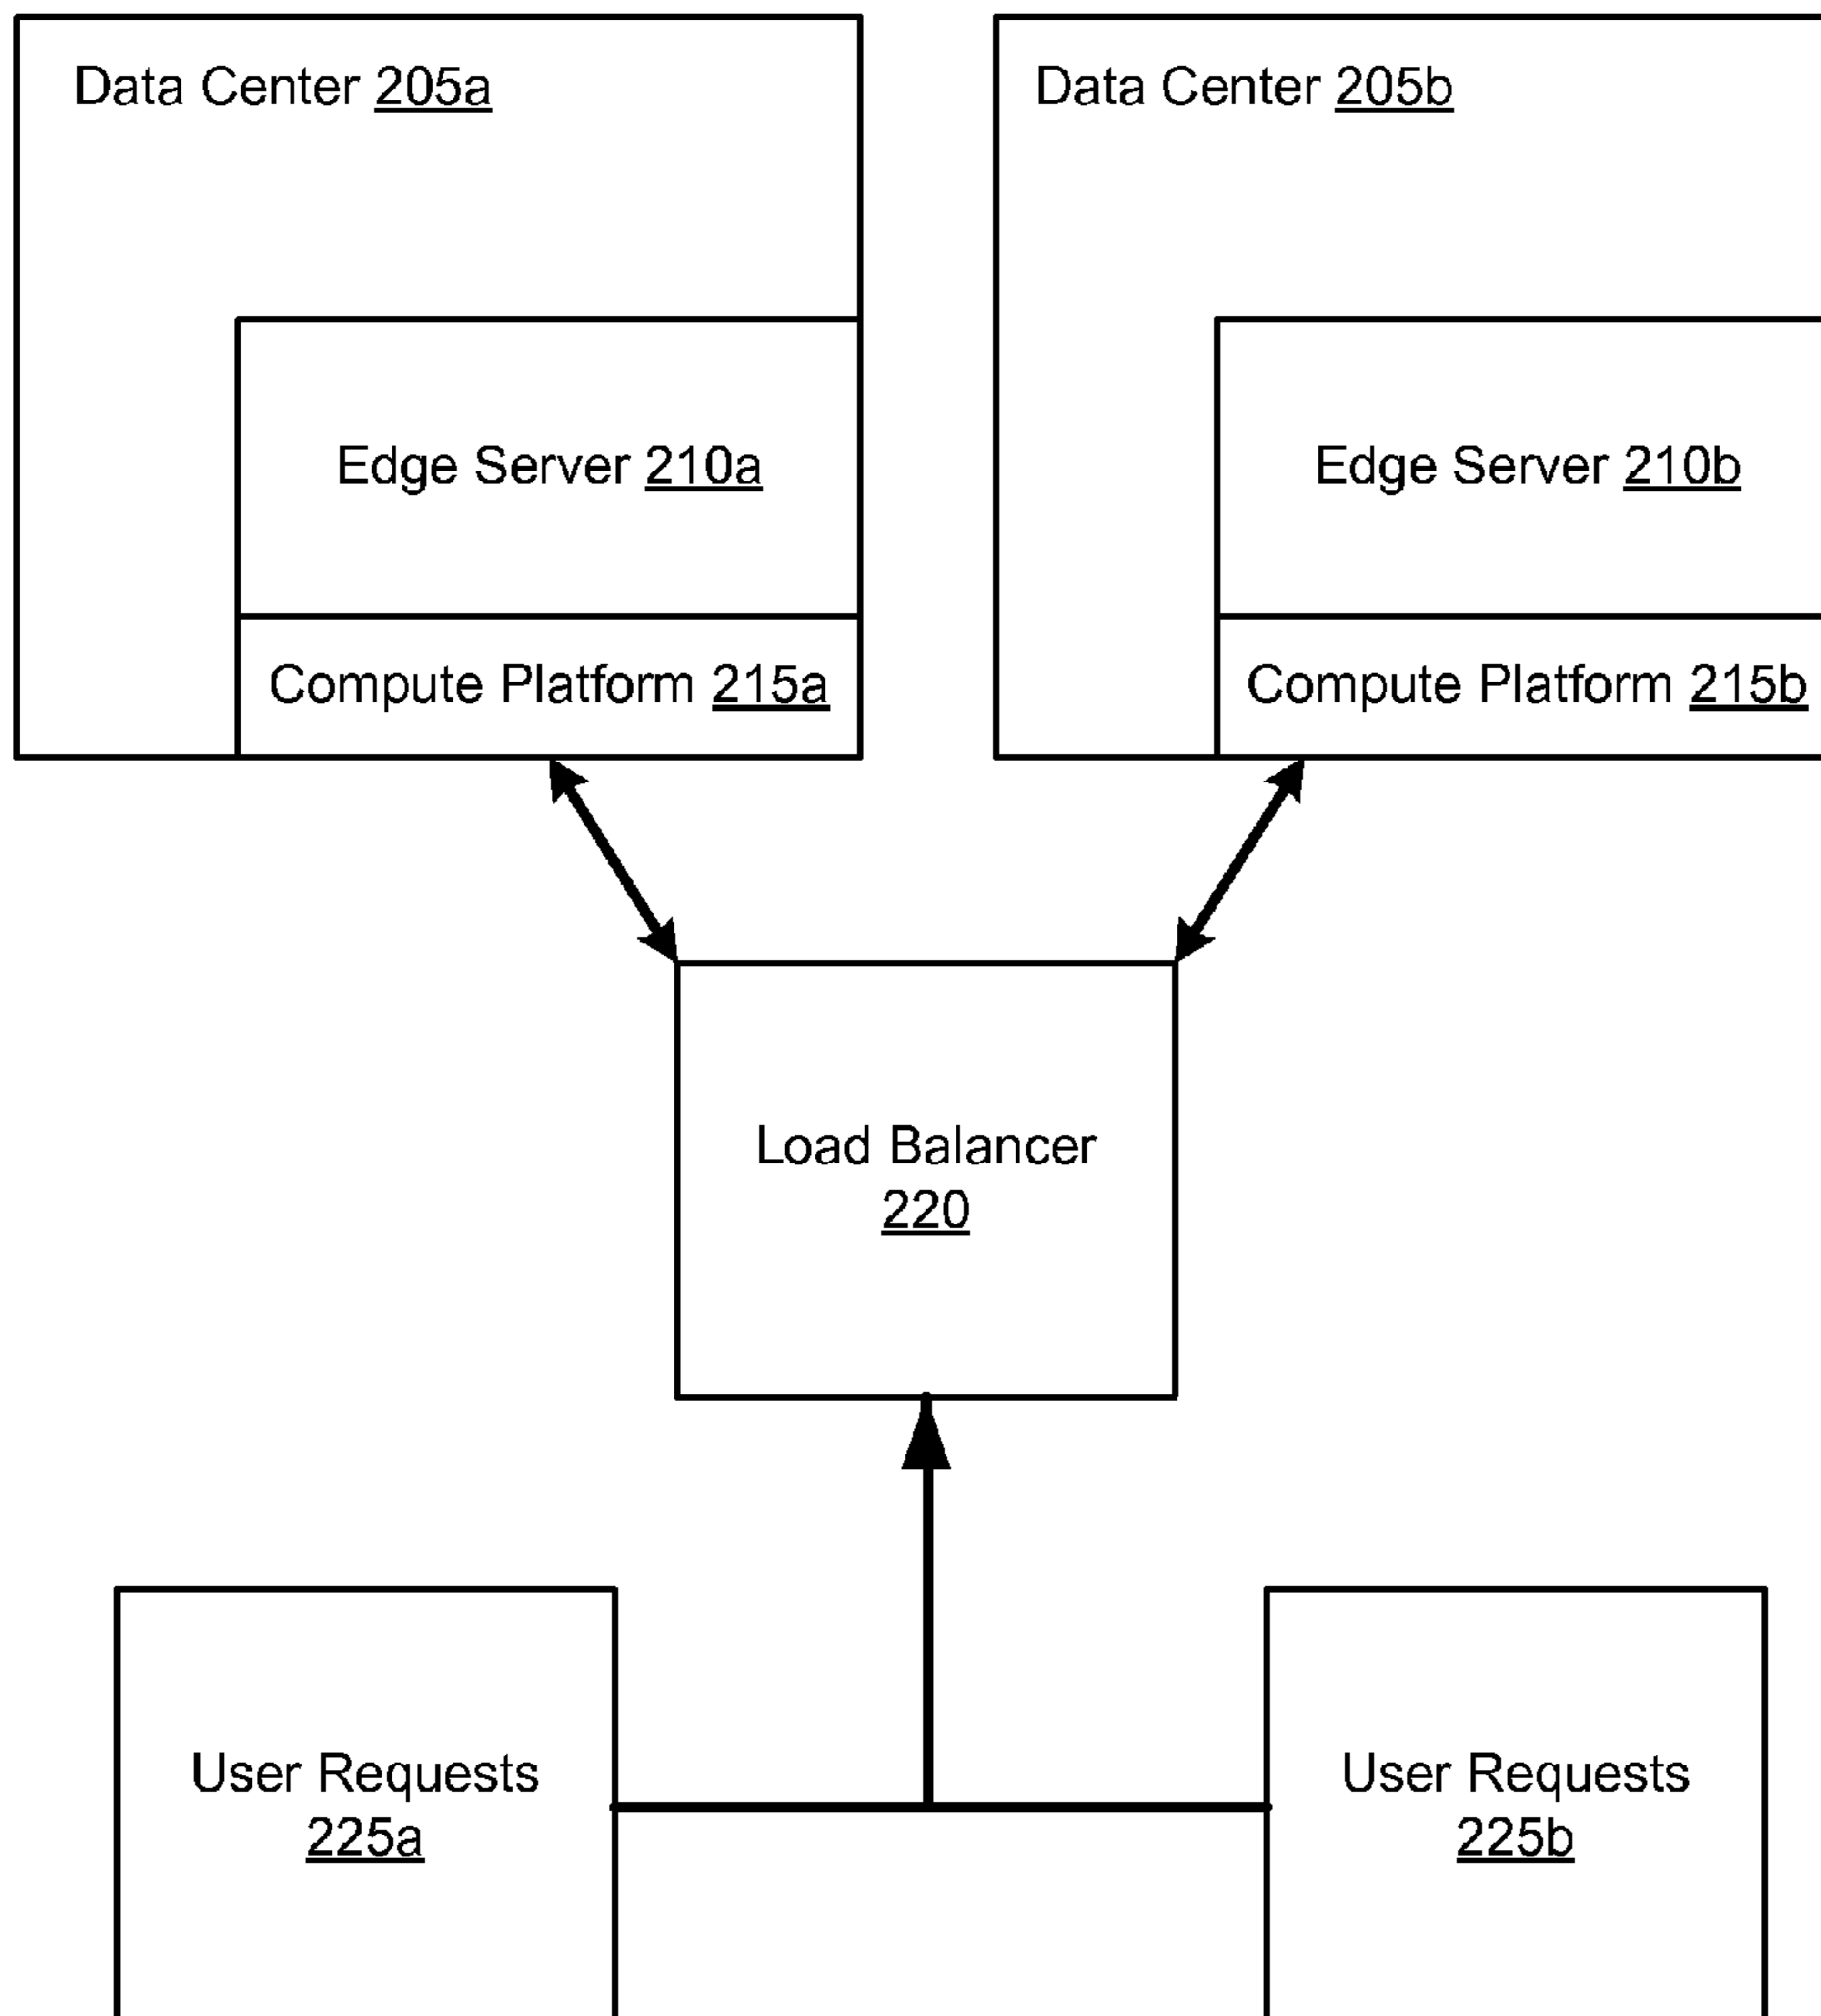 Data Center 205a
Data Center 205b
Edge Server 210a
Edge Server 210b
Compute Platform 215a
Compute Platform 215b
Load Balancer
220
User Requests
225a
User Requests
225b